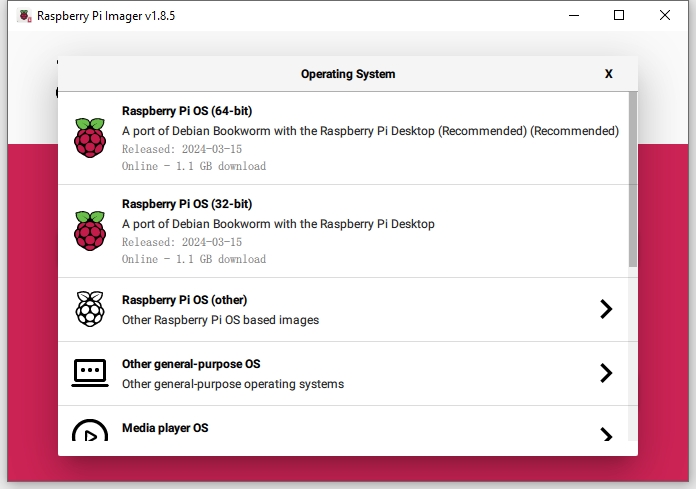 Raspberry Pi Imager v1.8.5
Operating System
X
Raspberry Pi OS (64-bit)
A port of Debian Bookworm with the Raspberry Pi Desktop (Recommended) (Recommended)
Released: 2024-03-15
Online - 1.1 GB download
Raspberry Pi OS (32-bit)
A port of Debian Bookworm with the Raspberry Pi Desktop
Released: 2024-03-15
Online - 1.1 GB download
Raspberry Pi OS (other)
Other Raspberry Pi OS based images
Other general-purpose OS
Other general-purpose operating systems
Media player OS